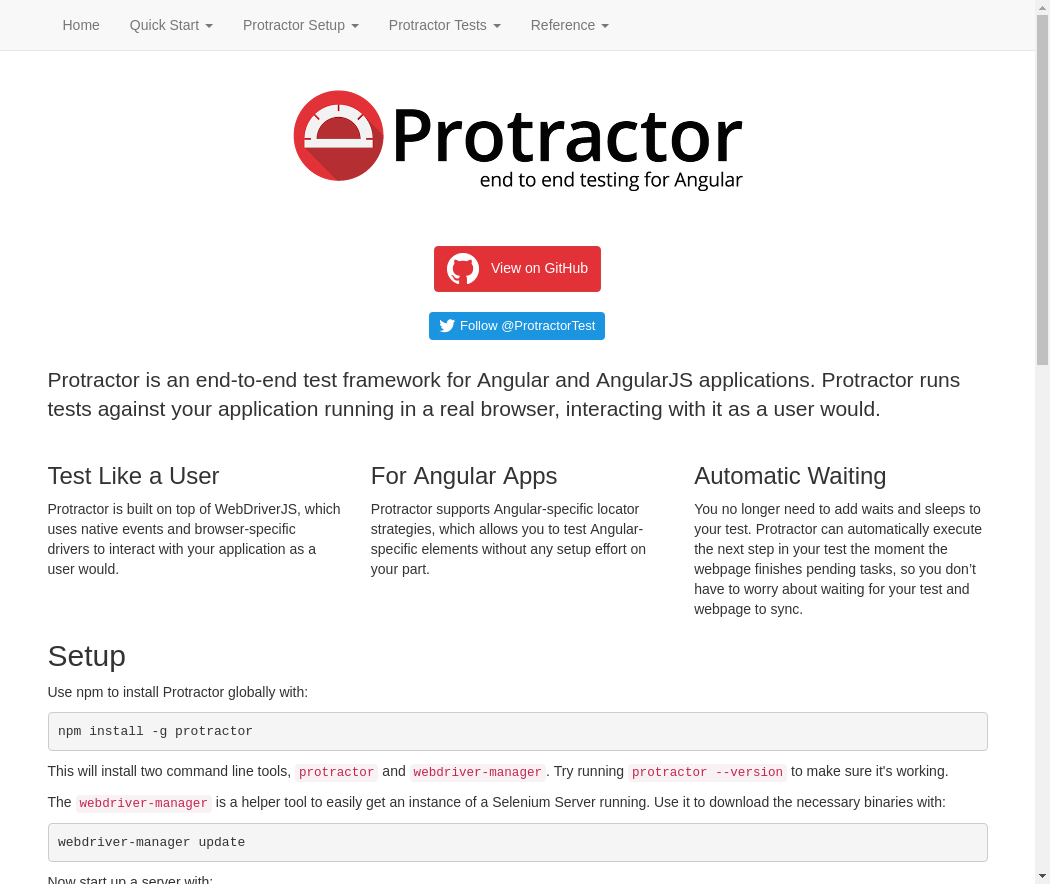 Home Quick Start Protractor Setup Protractor Tests Reference
Protractor
end to end testing for Angular
View on GitHub
Follow @ProtractorTest
Protractor is an end-to-end test framework for Angular and AngularJS applications. Protractor runs
tests against your application running in a real browser, interacting with it as a user would.
Test Like a User
Protractor is built on top of WebDriverJS, which
uses native events and browser-specific
drivers to interact with your application as a
user would.
For Angular Apps
Protractor supports Angular-specific locator
strategies, which allows you to test Angular-
specific elements without any setup effort on
your part.
Automatic Waiting
You no longer need to add waits and sleeps to
your test. Protractor can automatically execute
the next step in your test the moment the
webpage finishes pending tasks, so you don’t
have to worry about waiting for your test and
webpage to sync.
Setup
Use npm to install Protractor globally with:
npm install -g protractor
This will install two command line tools, protractor and webdriver-manager. Try running protractor --version to make sure it's working.
The webdriver-manager is a helper tool to easily get an instance of a Selenium Server running. Use it to download the necessary binaries with:
webdriver-manager update
Now start up a server with: